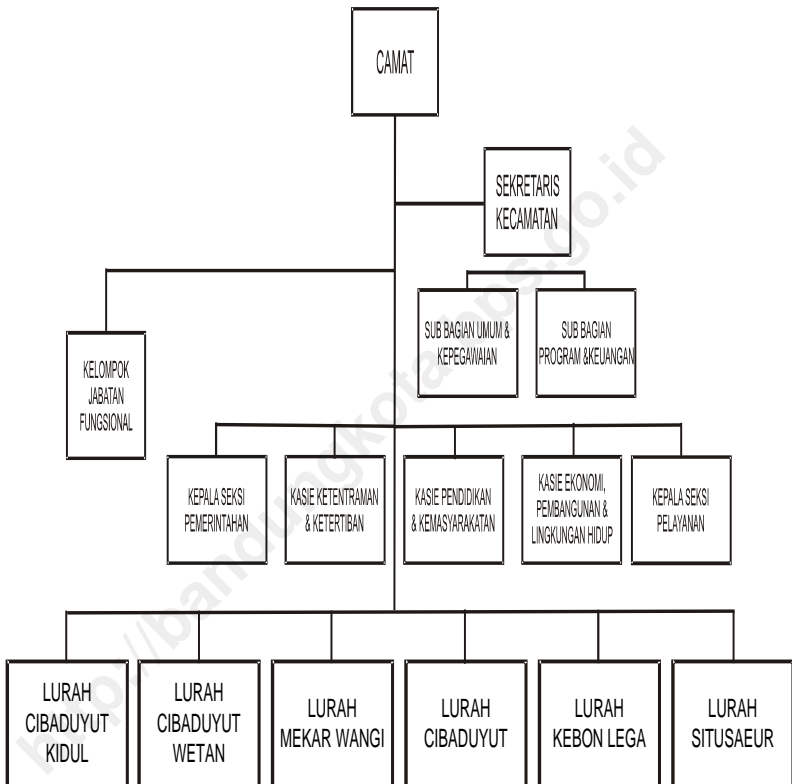 CAMAT
SEKRETARIS
KECAMATAN
SUB BAGIAN UMUM &
KEPEGAWAIAN
SUB BAGIAN
PROGRAM &KEUANGAN
KELOMPOK
JABATAN
FUNGSIONAL
KEPALA SEKSI
PEMERINTAHAN
KASIE KETENTRAMAN
& KETERTIBAN
KASIE PENDIDIKAN
& KEMASYARAKATAN
KASIE EKONOMI,
PEMBANGUNAN &
LINGKUNGAN HIDUP
KEPALA SEKSI
PELAYANAN
LURAH
CIBADUYUT
KIDUL
LURAH
CIBADUYUT
WETAN
LURAH
MEKAR WANGI
LURAH
CIBADUYUT
LURAH
KEBON LEGA
LURAH
SITUSAEUR
http://bandungkota.bps.go.id